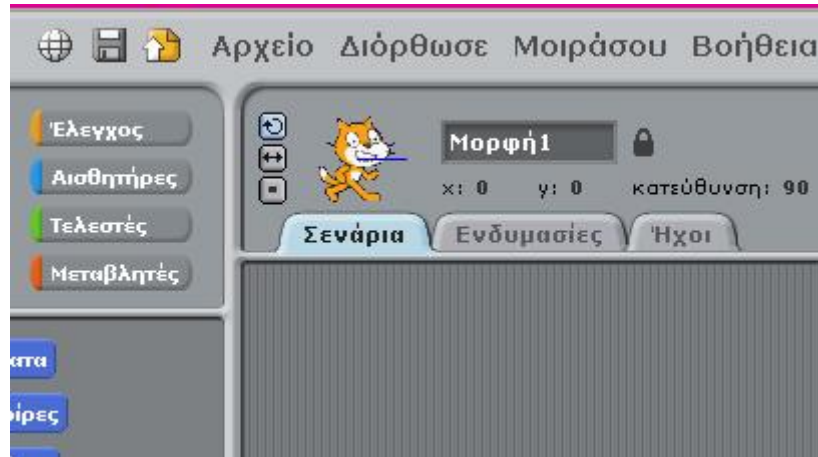 Αρχείο Διόρθωσε Μοιράσου Βοήθεια
Έλεγχος
Αισθητήρες
Τελεστές
Μεταβλητές
Μορφή1
x: 0 y: 0 κατεύθυνση: 90
Σενάρια Ενδυμασίες Ήχοι